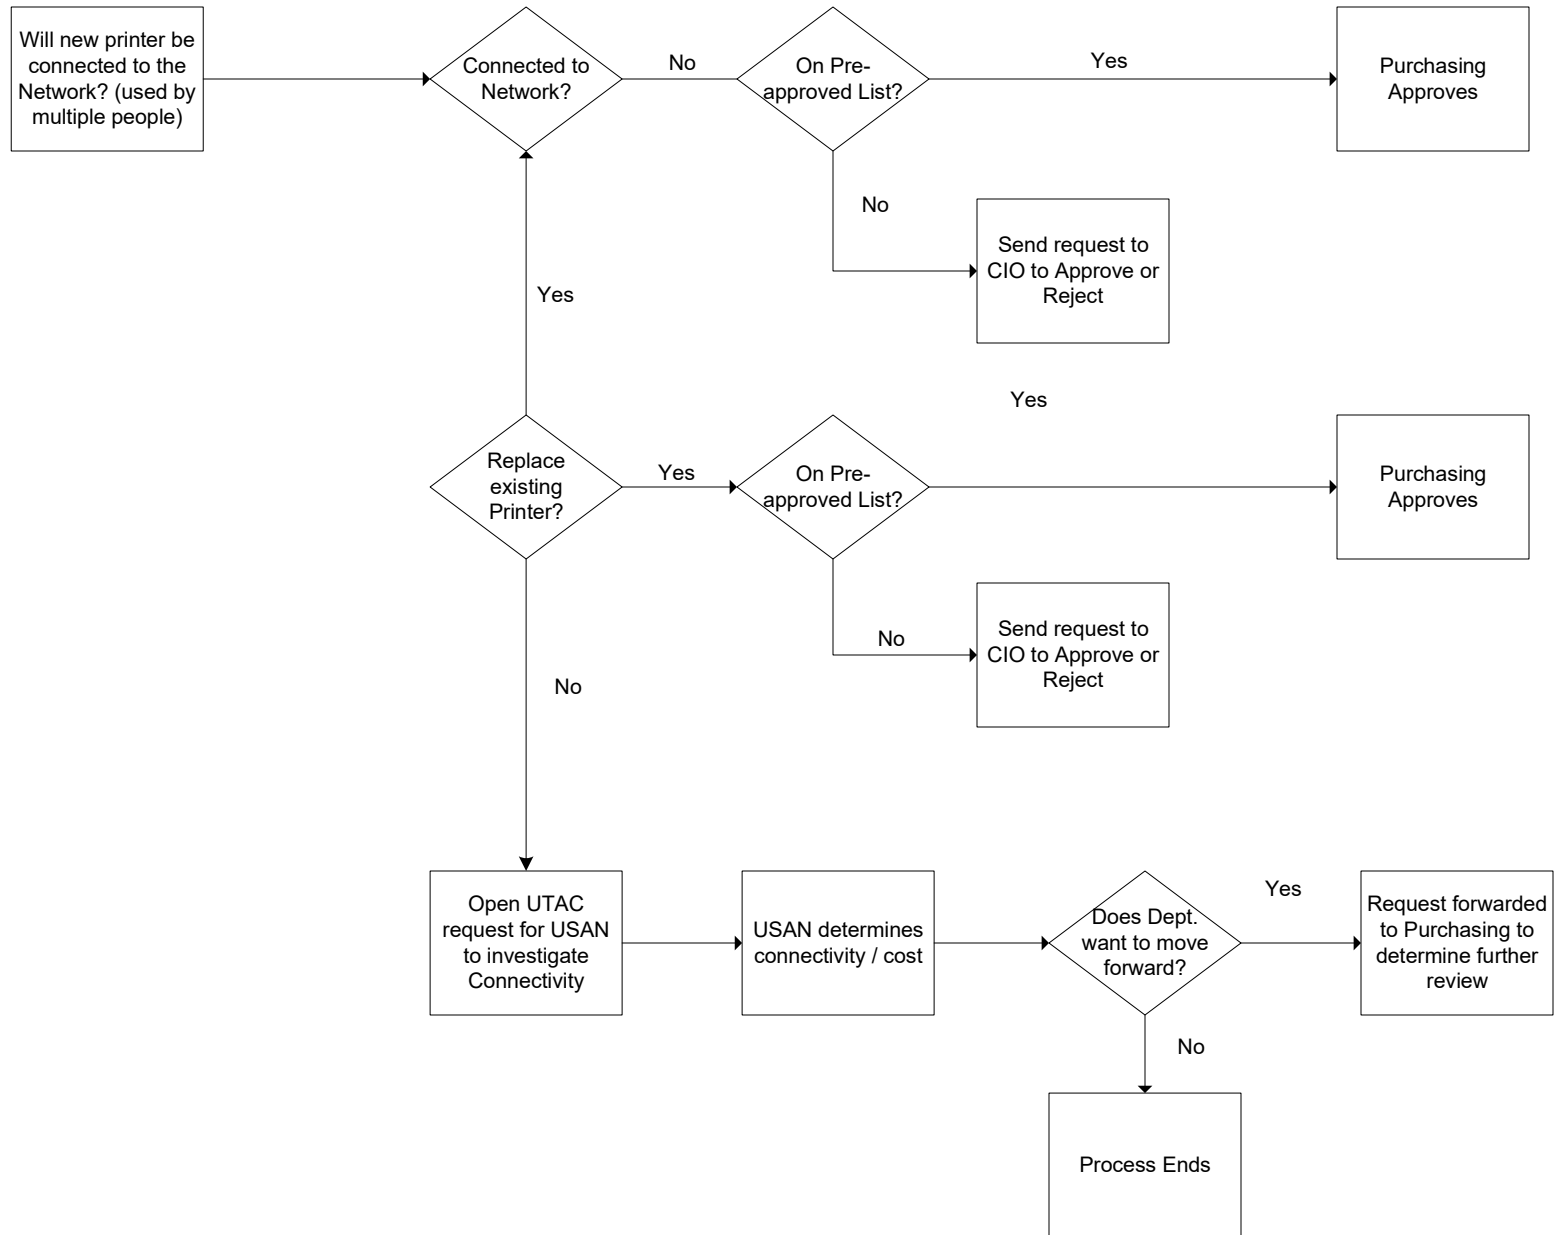 Will new printer be
connected to the
Network? (used by
multiple people)
Connected to
Network?
No
On Pre-
approved List?
Yes
Purchasing
Approves
No
Send request to
CIO to Approve or
Reject
Yes
Yes
Replace
existing
Printer?
Yes
On Pre-
approved List?
Purchasing
Approves
No
Send request to
CIO to Approve or
Reject
No
Open UTAC
request for USAN
to investigate
Connectivity
USAN determines
connectivity / cost
Does Dept.
want to move
forward?
Yes
Request forwarded
to Purchasing to
determine further
review
No
Process Ends